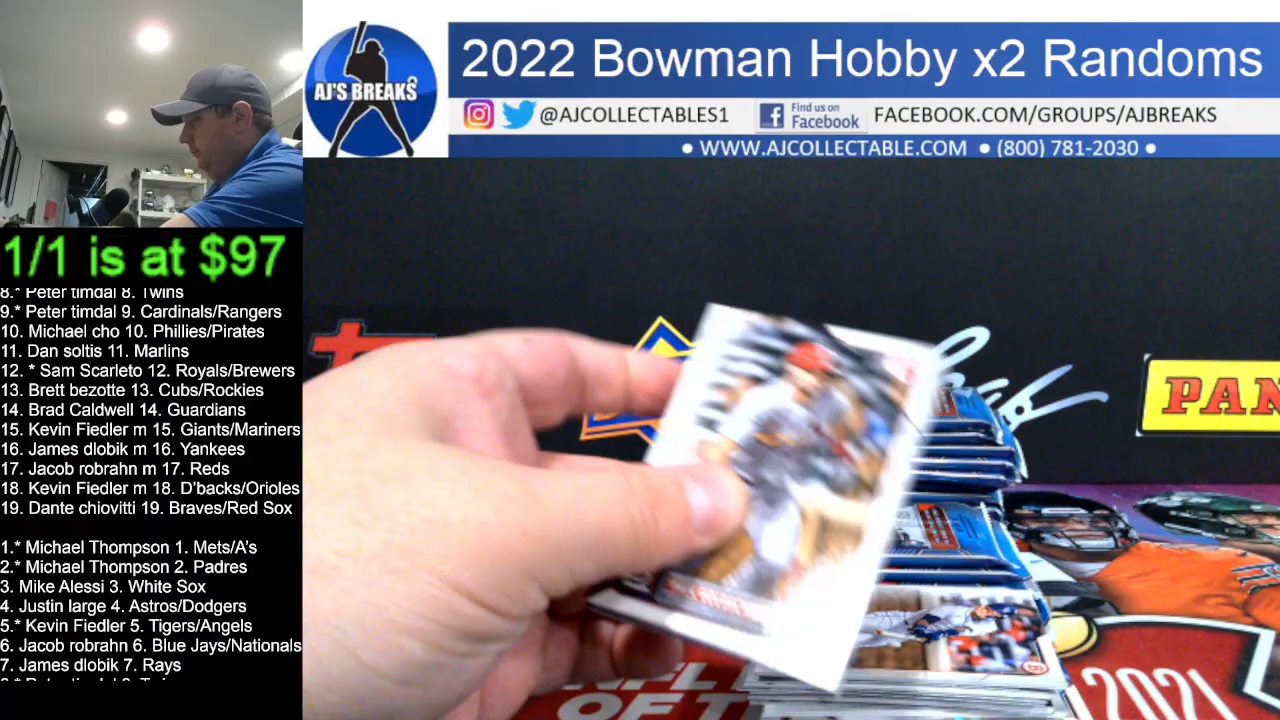 AJ'S BREAKS
2022 Bowman Hobby x2 Randoms
@AJCOLLECTABLES1
Find us on
Facebook
FACEBOOK.COM/GROUPS/AJBREAKS
• WWW.AJCOLLECTABLE.COM • (800) 781-2030 •
1/1 is at $97
8.* Peter timdal 8. Twins
9.* Peter timdal 9. Cardinals/Rangers
10. Michael cho 10. Phillies/Pirates
11. Dan soltis 11. Marlins
12. * Sam Scarleto 12. Royals/Brewers
13. Brett bezotte 13. Cubs/Rockies
14. Brad Caldwell 14. Guardians
15. Kevin Fiedler m 15. Giants/Mariners
16. James dlobik m 16. Yankees
17. Jacob robrahn m 17. Reds
18. Kevin Fiedler m 18. D'backs/Orioles
19. Dante chiovitti 19. Braves/Red Sox
1.* Michael Thompson 1. Mets/A's
2.* Michael Thompson 2. Padres
3. Mike Alessi 3. White Sox
4. Justin large 4. Astros/Dodgers
5.* Kevin Fiedler 5. Tigers/Angels
6. Jacob robrahn 6. Blue Jays/Nationals
7. James dlobik 7. Rays
PAN
NFL
OF T
2021